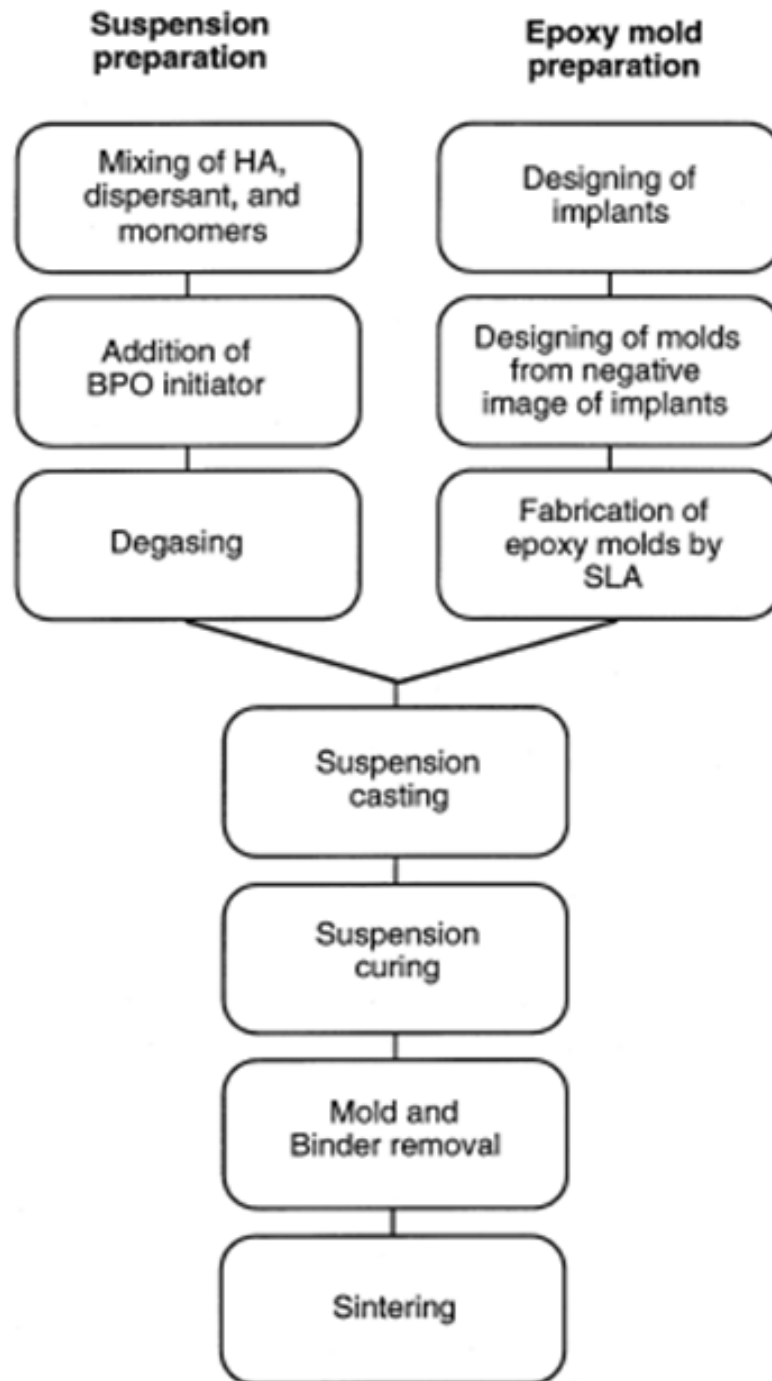 Suspension
preparation
Epoxy mold
preparation
Mixing of HA,
dispersant, and
monomers
Designing of
implants
Addition of
BPO initiator
Designing of molds
from negative
image of implants
Degasing
Fabrication of
epoxy molds by
SLA
Suspension
casting
Suspension
curing
Mold and
Binder removal
Sintering